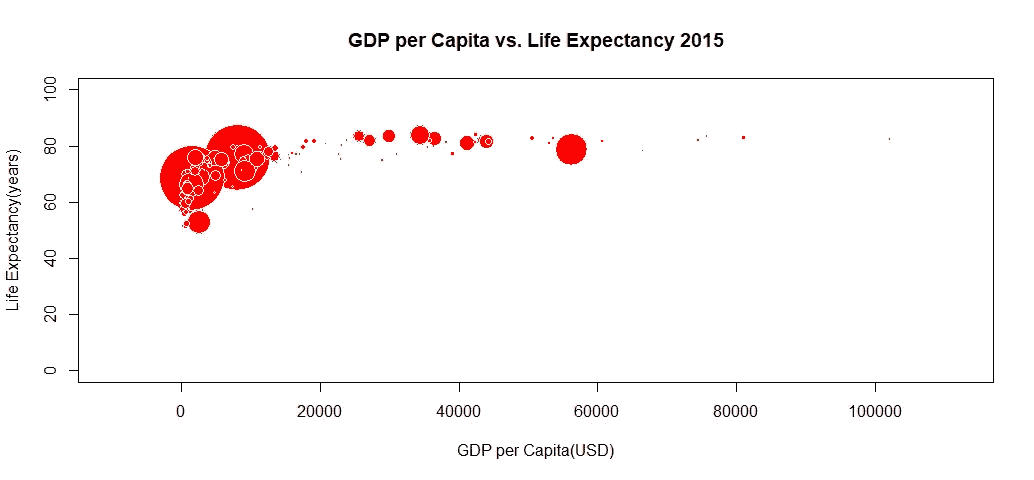 GDP per Capita vs. Life Expectancy 2015
100
80
60
40
20
0
Life Expectancy(years)
0 20000 40000 60000 80000 100000
GDP per Capita(USD)